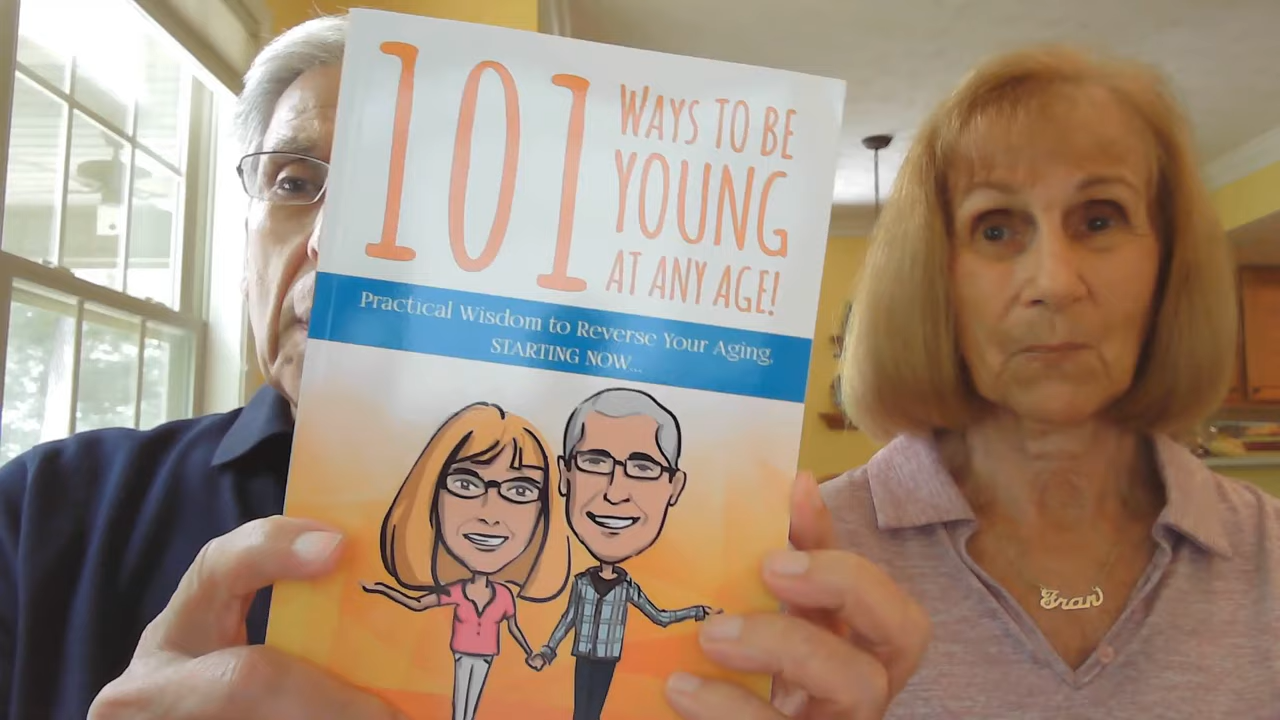 101
WAYS TO BE
YOUNG
AT ANY AGE!
Practical Wisdom to Reverse Your Aging,
STARTING NOW...
Fran